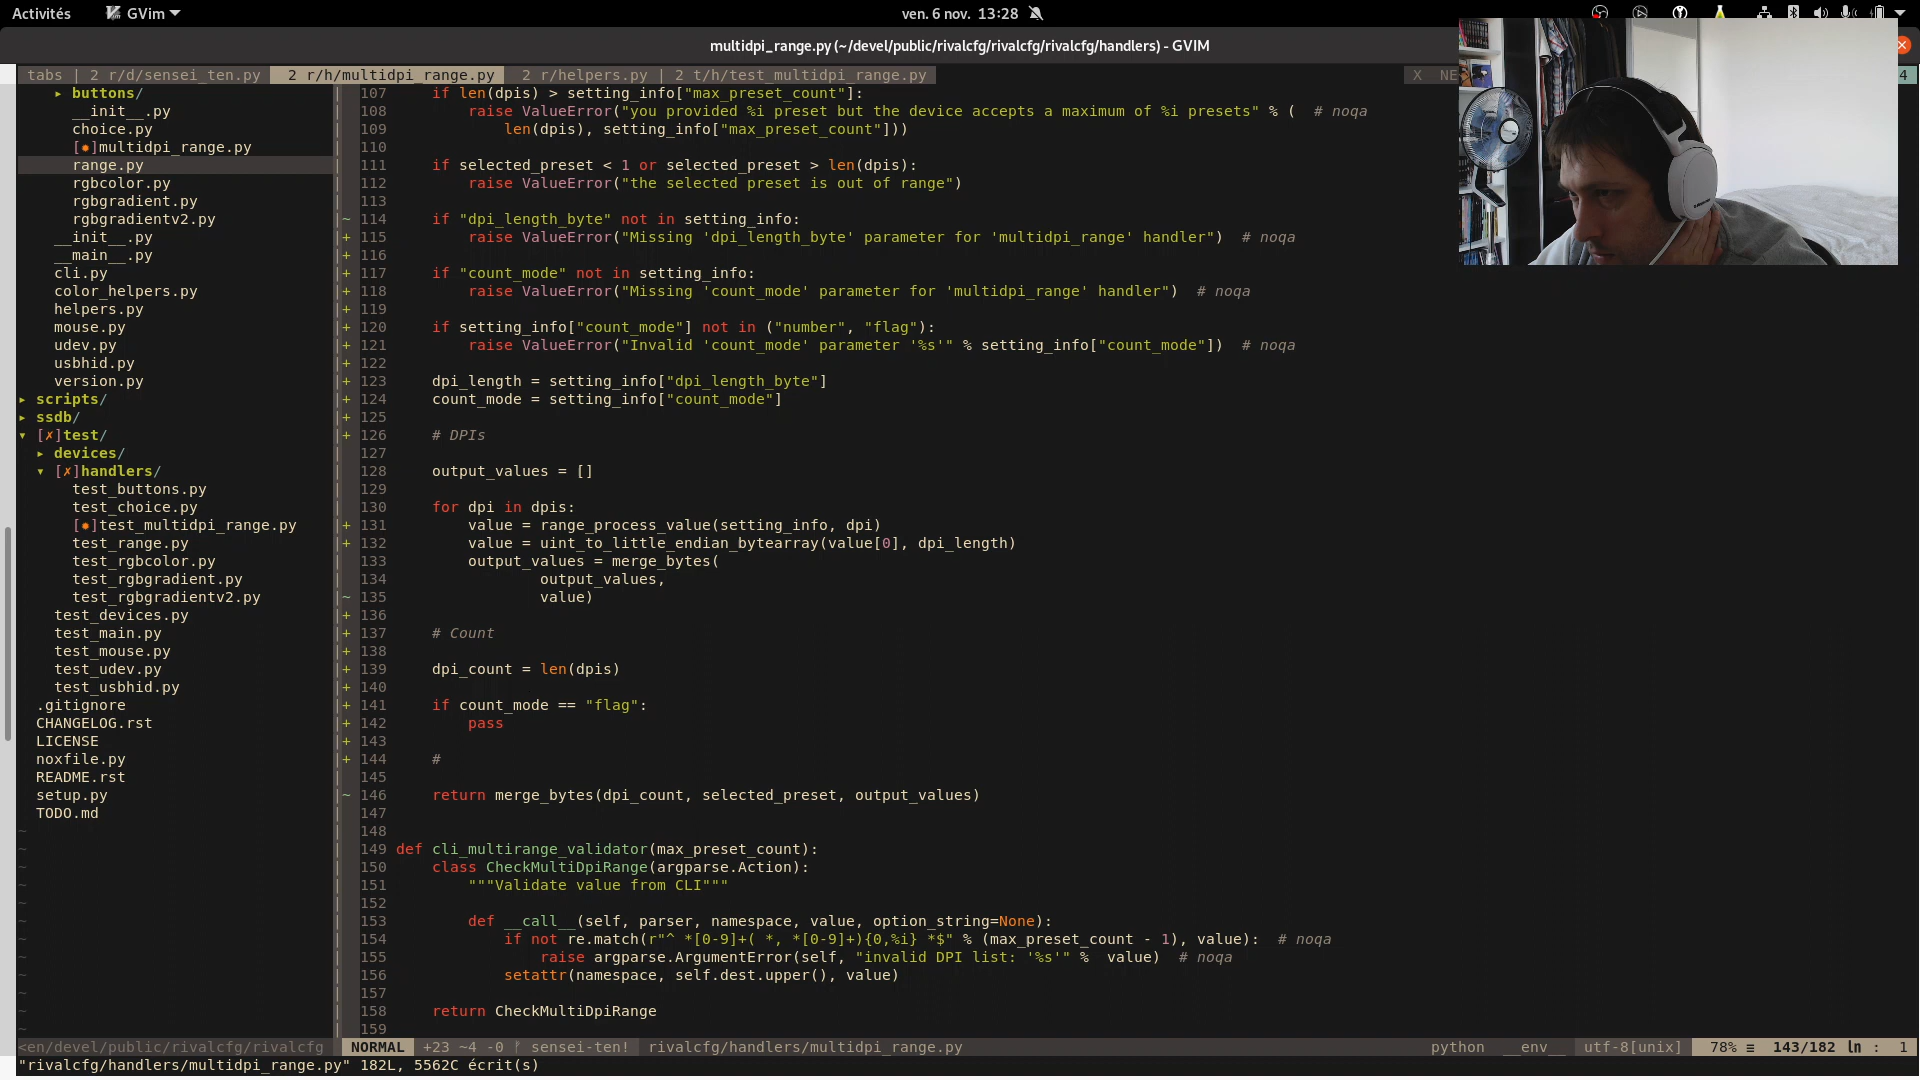 Activités GVim ven. 6 nov. 13:28
multidpi_range.py (~/devel/public/rivalcfg/rivalcfg/rivalcfg/handlers) - GVIM
tabs | 2 r/d/sensei_ten.py 2 r/h/multidpi_range.py 2 r/helpers.py | 2 t/h/test_multidpi_range.py X NE 4
▸ buttons/
__init__.py
choice.py
[✹]multidpi_range.py
range.py
rgbcolor.py
rgbgradient.py
rgbgradientv2.py
__init__.py
__main__.py
cli.py
color_helpers.py
helpers.py
mouse.py
udev.py
usbhid.py
version.py
▸ scripts/
▸ ssdb/
▾ [✗]test/
▸ devices/
▾ [✗]handlers/
test_buttons.py
test_choice.py
[✹]test_multidpi_range.py
test_range.py
test_rgbcolor.py
test_rgbgradient.py
test_rgbgradientv2.py
test_devices.py
test_main.py
test_mouse.py
test_udev.py
test_usbhid.py
.gitignore
CHANGELOG.rst
LICENSE
noxfile.py
README.rst
setup.py
TODO.md
107 if len(dpis) > setting_info["max_preset_count"]:
108 raise ValueError("you provided %i preset but the device accepts a maximum of %i presets" % (  # noqa
109 len(dpis), setting_info["max_preset_count"]))
110
111 if selected_preset < 1 or selected_preset > len(dpis):
112 raise ValueError("the selected preset is out of range")
113
~ 114 if "dpi_length_byte" not in setting_info:
+ 115 raise ValueError("Missing 'dpi_length_byte' parameter for 'multidpi_range' handler")  # noqa
+ 116
+ 117 if "count_mode" not in setting_info:
+ 118 raise ValueError("Missing 'count_mode' parameter for 'multidpi_range' handler")  # noqa
+ 119
+ 120 if setting_info["count_mode"] not in ("number", "flag"):
+ 121 raise ValueError("Invalid 'count_mode' parameter '%s'" % setting_info["count_mode"])  # noqa
+ 122
+ 123 dpi_length = setting_info["dpi_length_byte"]
+ 124 count_mode = setting_info["count_mode"]
+ 125
+ 126 # DPIs
127
128 output_values = []
129
130 for dpi in dpis:
+ 131 value = range_process_value(setting_info, dpi)
+ 132 value = uint_to_little_endian_bytearray(value[0], dpi_length)
133 output_values = merge_bytes(
134 output_values,
~ 135 value)
+ 136
+ 137 # Count
+ 138
+ 139 dpi_count = len(dpis)
+ 140
+ 141 if count_mode == "flag":
+ 142 pass
+ 143
+ 144 #
145
~ 146 return merge_bytes(dpi_count, selected_preset, output_values)
147
148
149 def cli_multirange_validator(max_preset_count):
150 class CheckMultiDpiRange(argparse.Action):
151 """Validate value from CLI"""
152
153 def __call__(self, parser, namespace, value, option_string=None):
154 if not re.match(r"^ *[0-9]+( *, *[0-9]+){0,%i} *$" % (max_preset_count - 1), value):  # noqa
155 raise argparse.ArgumentError(self, "invalid DPI list: '%s'" %  value)  # noqa
156 setattr(namespace, self.dest.upper(), value)
157
158 return CheckMultiDpiRange
159
<en/devel/public/rivalcfg/rivalcfg NORMAL +23 ~4 -0 ᚠ sensei-ten! rivalcfg/handlers/multidpi_range.py python __env__ utf-8[unix] 78% ≡ 143/182 ㏑ : 1
"rivalcfg/handlers/multidpi_range.py" 182L, 5562C écrit(s)